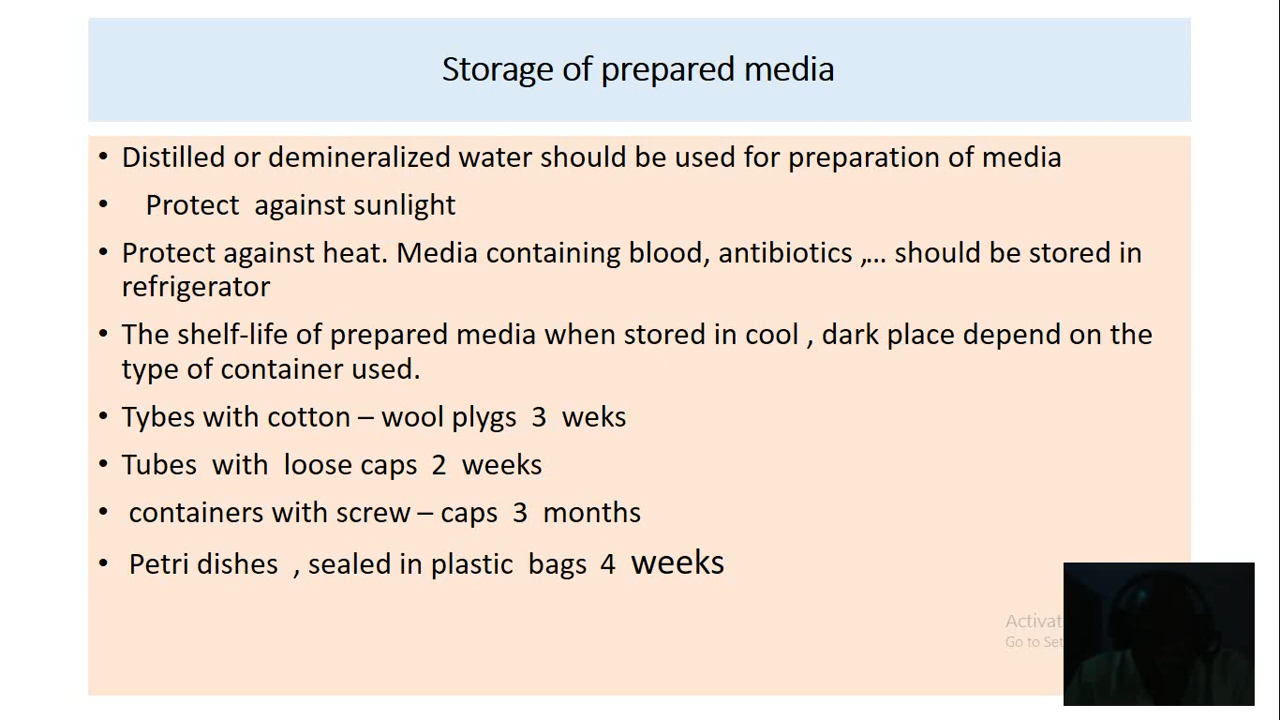 Storage of prepared media
• Distilled or demineralized water should be used for preparation of media
• Protect against sunlight
• Protect against heat. Media containing blood, antibiotics ,... should be stored in
refrigerator
• The shelf-life of prepared media when stored in cool , dark place depend on the
type of container used.
• Tybes with cotton – wool plygs 3 weks
• Tubes with loose caps 2 weeks
• containers with screw – caps 3 months
• Petri dishes , sealed in plastic bags 4 weeks
Activat
Go to Set